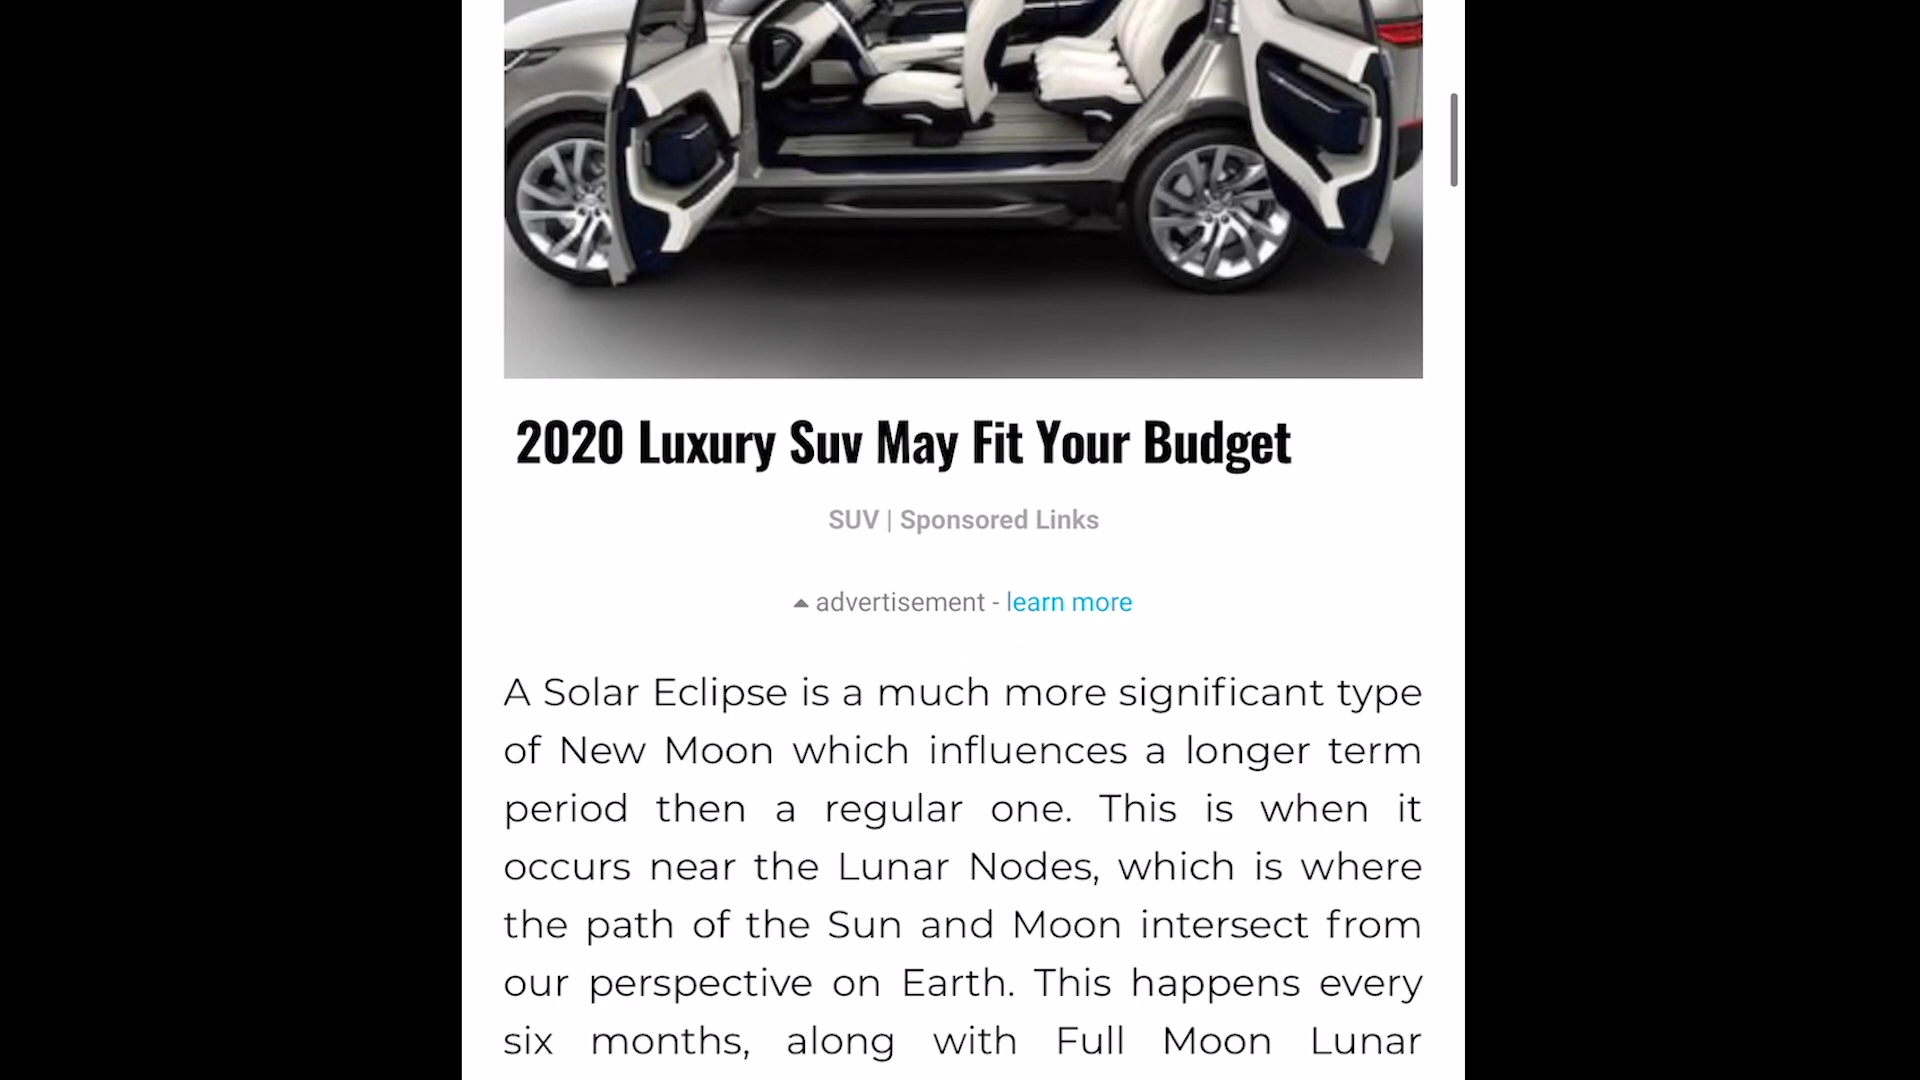 2020 Luxury Suv May Fit Your Budget
SUV | Sponsored Links
advertisement - learn more
A Solar Eclipse is a much more significant type
of New Moon which influences a longer term
period then a regular one. This is when it
occurs near the Lunar Nodes, which is where
the path of the Sun and Moon intersect from
our perspective on Earth. This happens every
six months, along with Full Moon Lunar